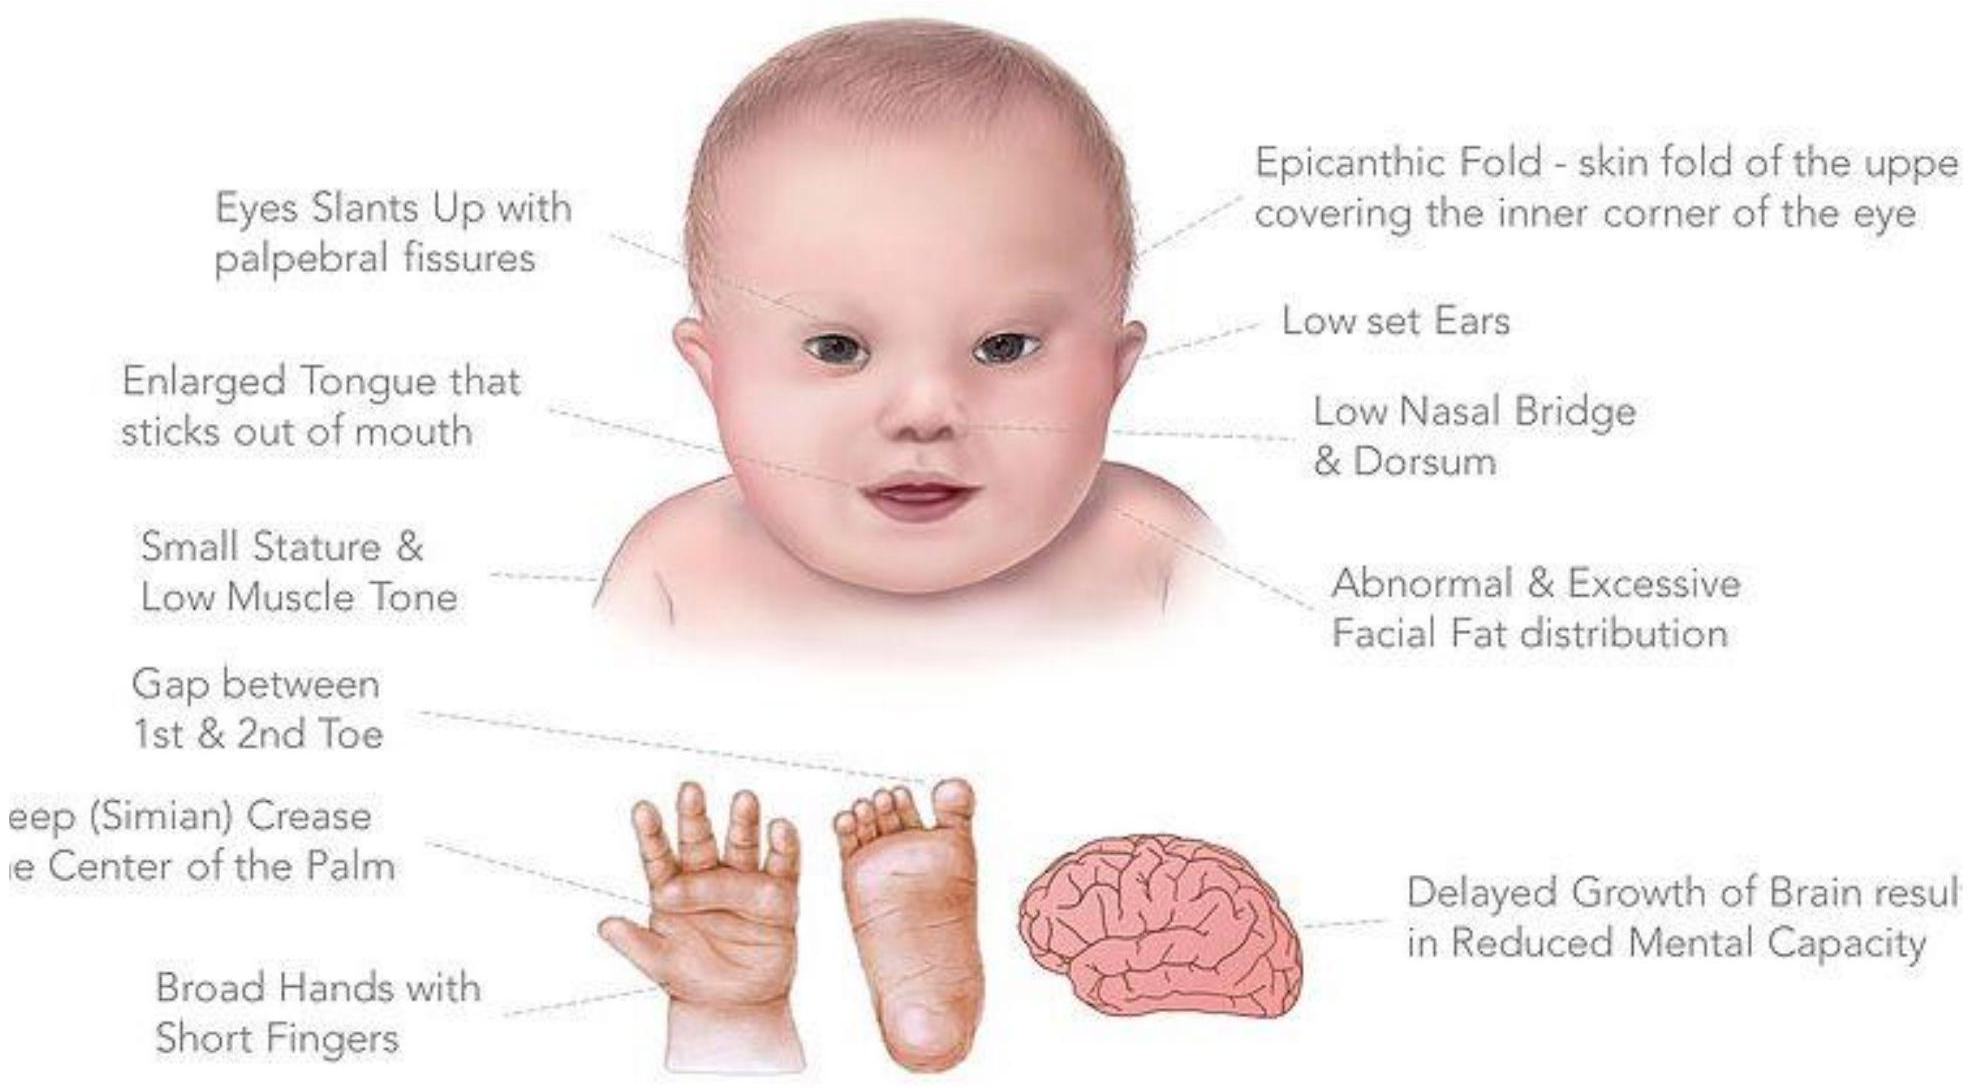 Eyes Slants Up with
palpebral fissures
Enlarged Tongue that
sticks out of mouth
Small Stature &
Low Muscle Tone
Gap between
1st & 2nd Toe
eep (Simian) Crease
e Center of the Palm
Broad Hands with
Short Fingers
Epicanthic Fold - skin fold of the uppe
covering the inner corner of the eye
Low set Ears
Low Nasal Bridge
& Dorsum
Abnormal & Excessive
Facial Fat distribution
Delayed Growth of Brain resul
in Reduced Mental Capacity